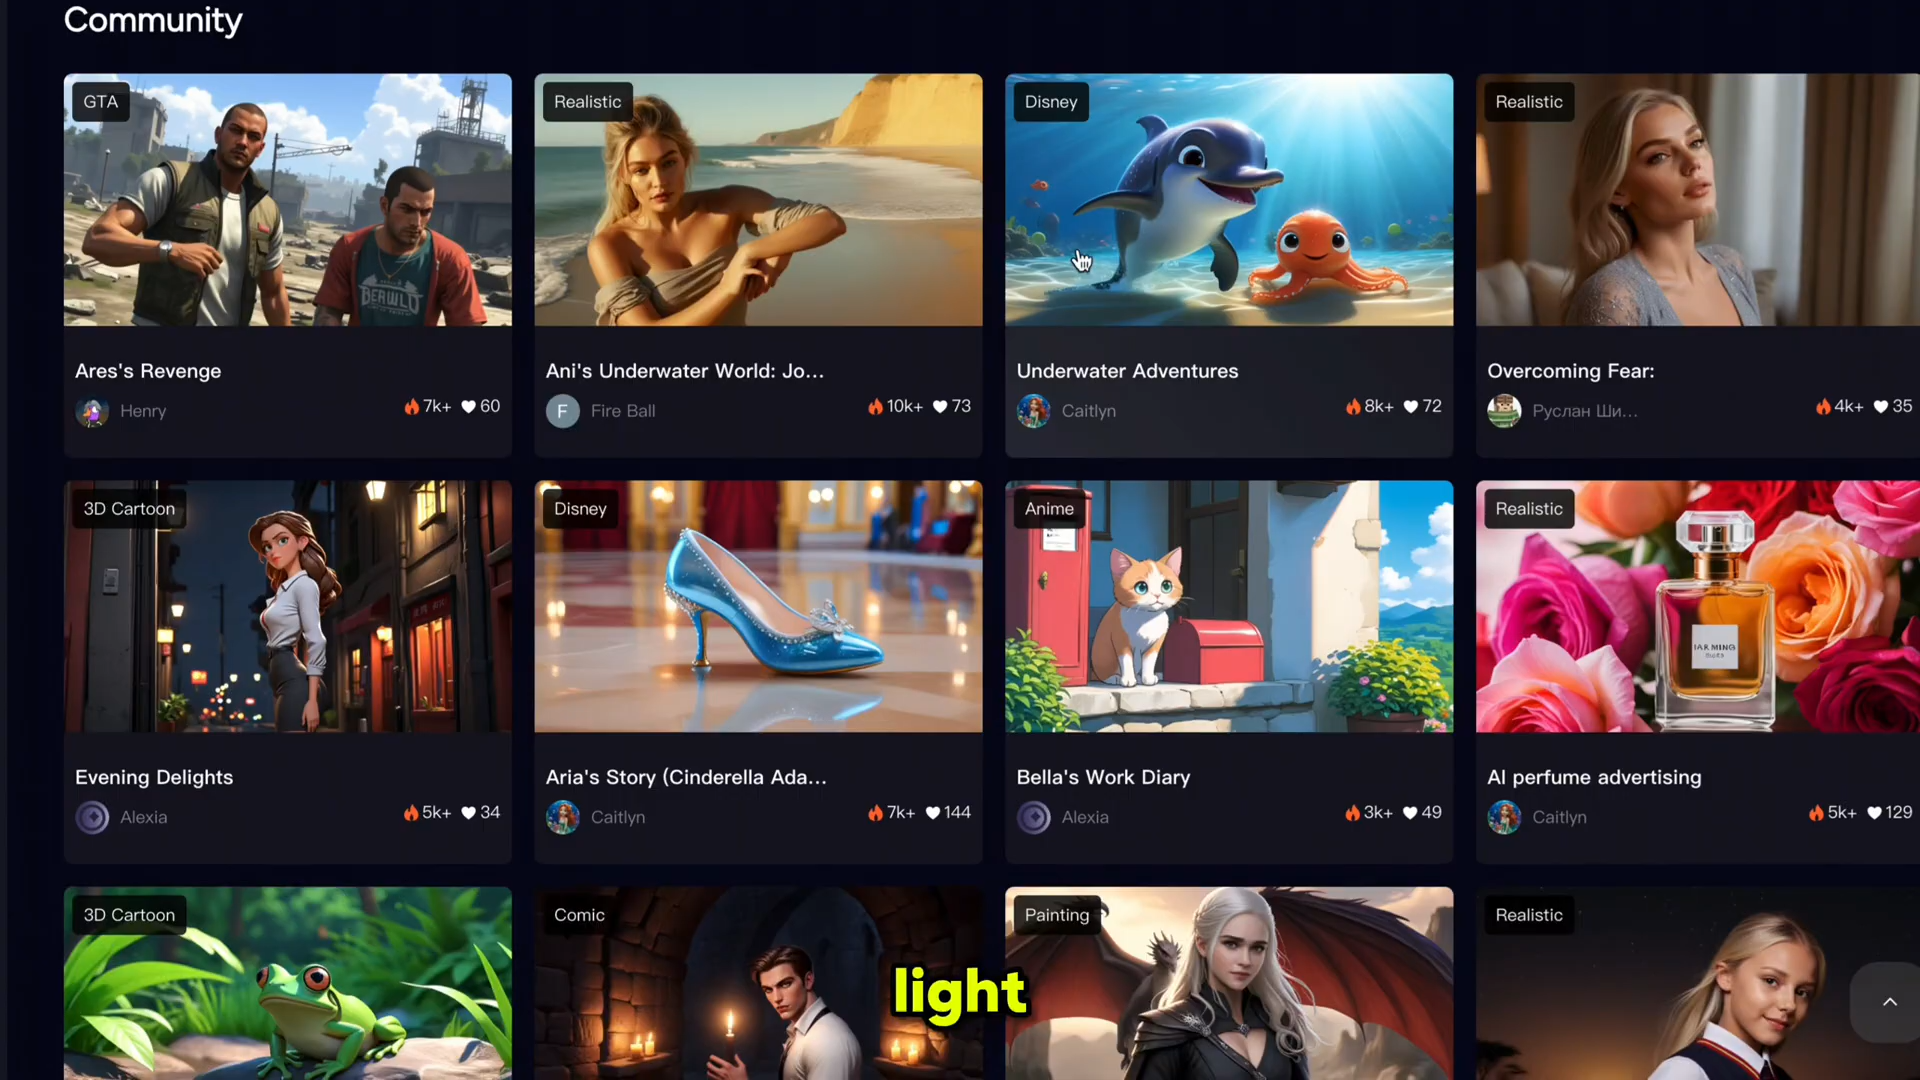 Community
GTA
Realistic
Disney
Realistic
BERWLD
Ares's Revenge
Ani's Underwater World: Jo...
Underwater Adventures
Overcoming Fear:
Henry
7k+ 60
F
Fire Ball
10k+ 73
Caitlyn
8k+ 72
Руслан Ши...
4k+ 35
3D Cartoon
Disney
Anime
Realistic
IARMING
Evening Delights
Aria's Story (Cinderella Ada...
Bella's Work Diary
AI perfume advertising
Alexia
5k+ 34
Caitlyn
7k+ 144
Alexia
3k+ 49
Caitlyn
5k+ 129
3D Cartoon
Comic
Painting
Realistic
light